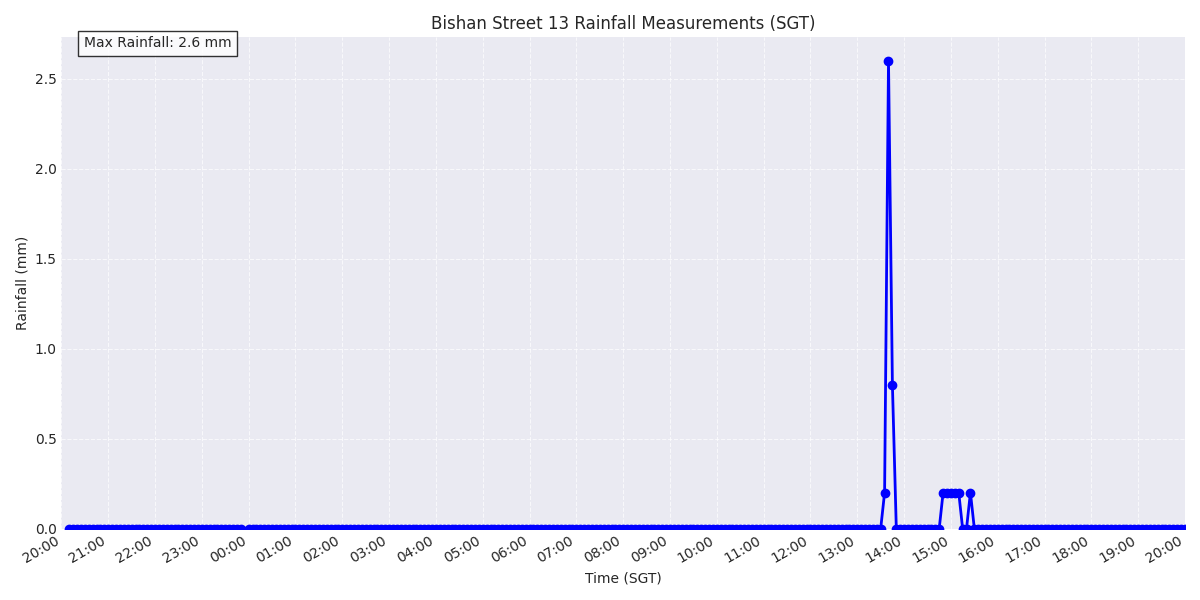 Bishan Street 13 Rainfall Measurements (SGT)
Max Rainfall: 2.6 mm
2.5
2.0
1.5
1.0
0.5
0.0
Rainfall (mm)
20:00 21:00 22:00 23:00 00:00 01:00 02:00 03:00 04:00 05:00 06:00 07:00 08:00 09:00 10:00 11:00 12:00 13:00 14:00 15:00 16:00 17:00 18:00 19:00 20:00
Time (SGT)